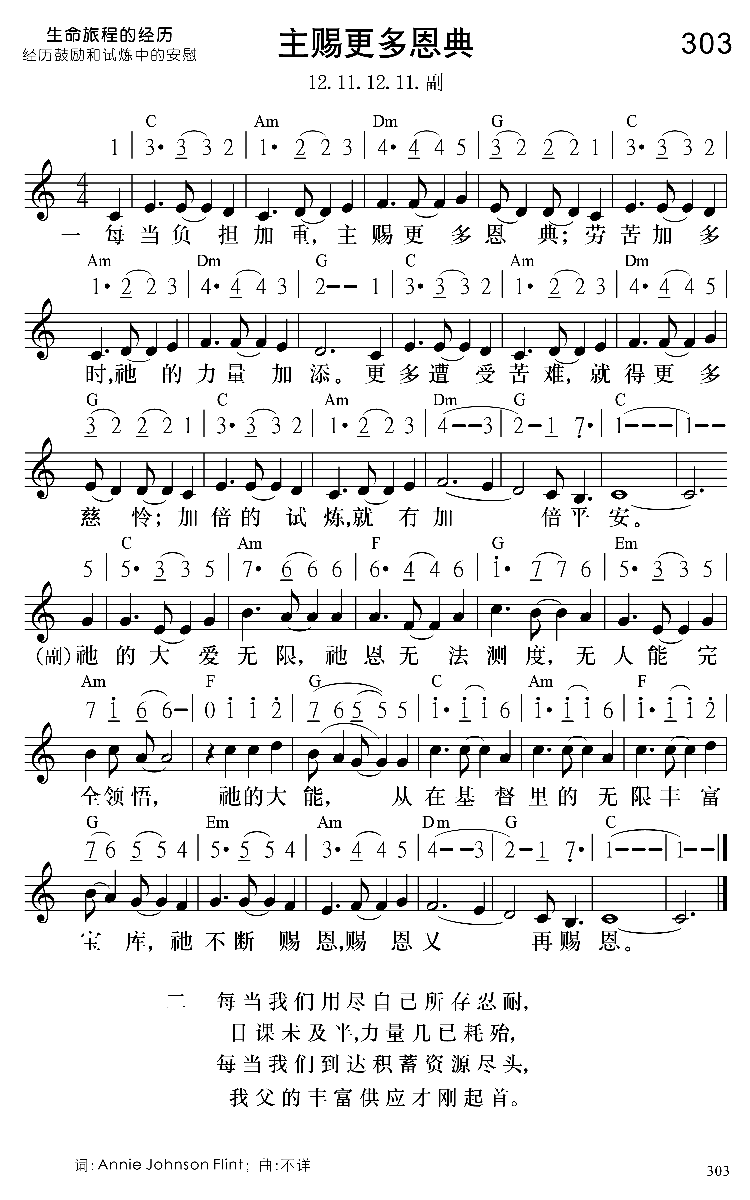 生命旅程的经历
经历鼓励和试炼中的安慰
主赐更多恩典
303
12.11.12.11.副
C Am Dm G C
1 | 3• 3 3 2 | 1• 2 2 3 | 4• 4 4 5 | 3 2 2 2 1 | 3• 3 3 2 |
4
4
一 每当负担加重,主赐更多恩典;劳苦加多
Am Dm G C Am Dm
1• 2 2 3 | 4• 4 4 3 | 2-- 1 | 3• 3 3 2 | 1• 2 2 3 | 4• 4 4 5 |
时,祂的力量加添。更多遭受苦难,就得更多
G C Am Dm G C
3 2 2 2 1 | 3• 3 3 2 | 1• 2 2 3 | 4--3 | 2-1 7• | 1--- | 1-- |
慈怜;加倍的试炼,就有加倍平安。
C Am F G Em
5 | 5• 3 3 5 | 7• 6 6 6 | 6• 4 4 6 | i• 7 7 6 | 5• 3 3 5 |
(副)祂的大爱无限,祂恩无法测度,无人能完
Am F G C Am F
7 i 6 6- | 0 i i 2 | 7 6 5 5 5 | i• i i 6 | i• i i 6 | i• i i 2 |
全领悟,祂的大能,从在基督里的无限丰富
G Em Am Dm G C
7 6 5 5 4 | 5• 5 5 4 | 3• 4 4 5 | 4--3 | 2-1 7• | 1--- | 1-- ‖
宝库,祂不断赐恩,赐恩又再赐恩。
二 每当我们用尽自己所存忍耐,
日课未及半,力量几已耗殆,
每当我们到达积蓄资源尽头,
我父的丰富供应才刚起首。
词:Annie Johnson Flint; 曲:不详
303